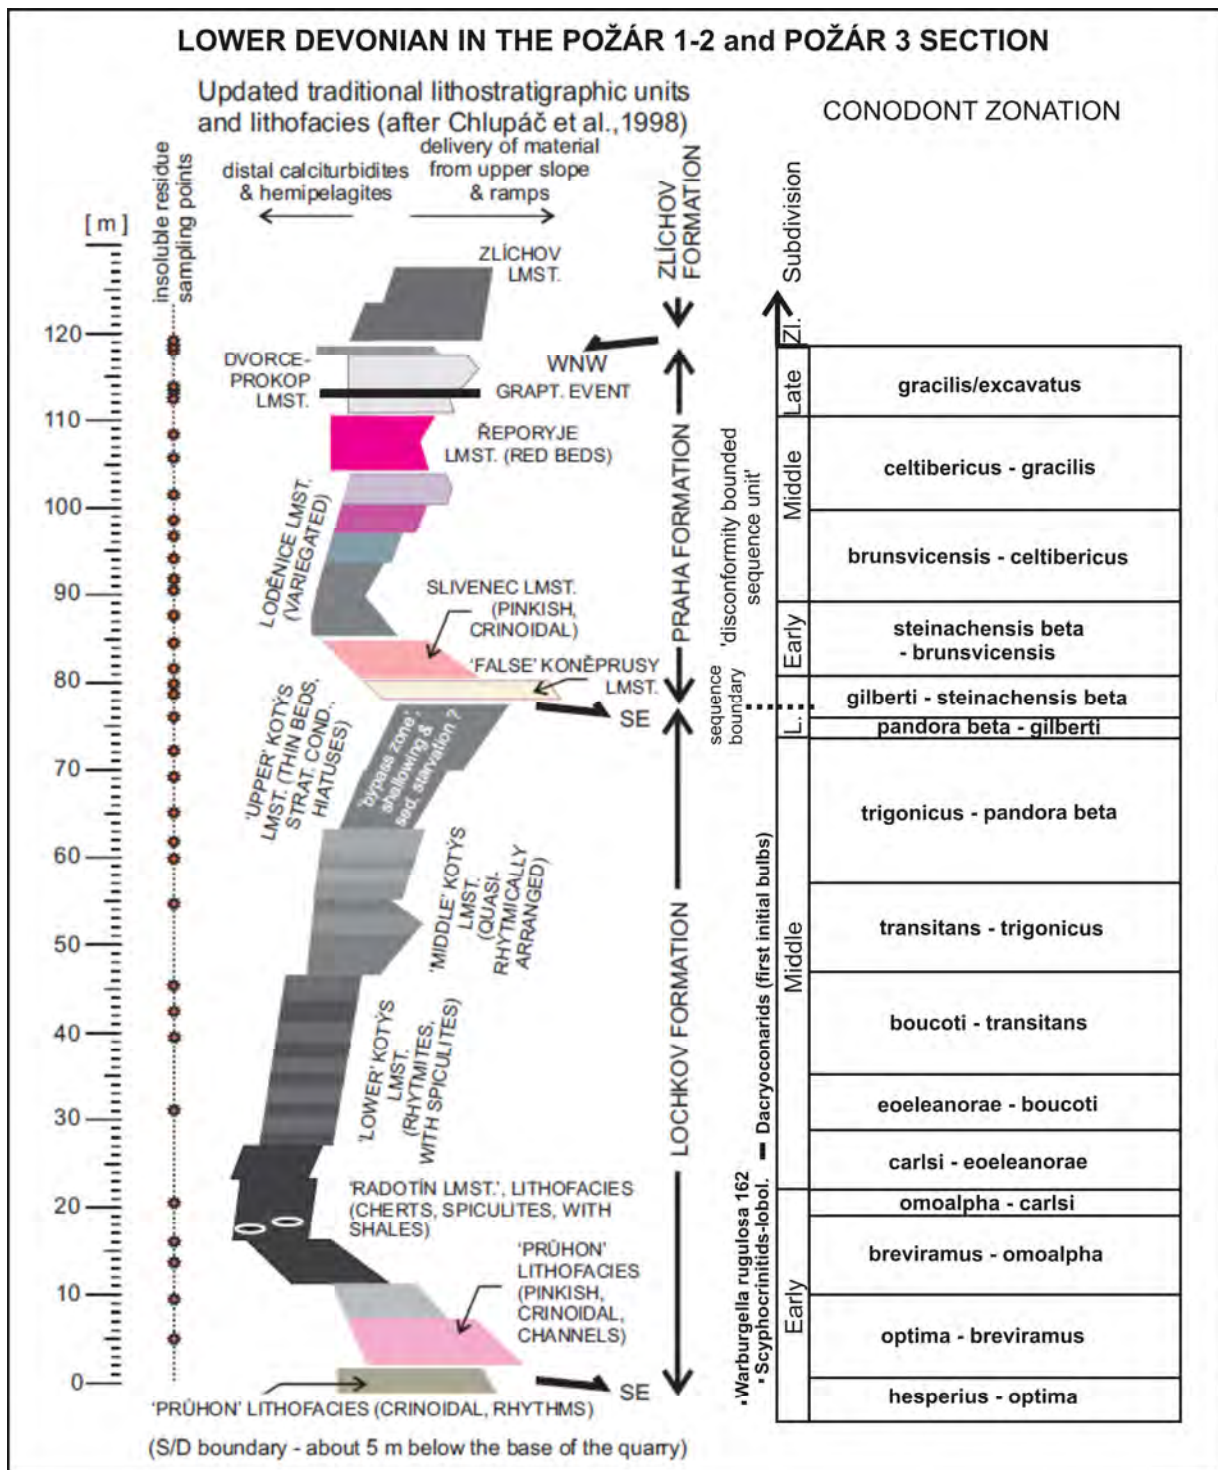 LOWER DEVONIAN IN THE POŽÁR 1-2 and POŽÁR 3 SECTION
Updated traditional lithostratigraphic units
and lithofacies (after Chlupáč et al.,1998)
CONODONT ZONATION
insoluble residue
sampling points
distal calciturbidites
& hemipelagites
delivery of material
from upper slope
& ramps
ZLÍCHOV
FORMATION
Subdivision
[ m ]
120
110
100
90
80
70
60
50
40
30
20
10
0
ZLÍCHOV
LMST.
WNW
DVORCE-
PROKOP
LMST.
GRAPT. EVENT
ŘEPORYJE
LMST. (RED BEDS)
LODĚNICE LMST.
(VARIEGATED)
SLIVENEC LMST.
(PINKISH,
CRINOIDAL)
'FALSE' KONĚPRUSY
LMST.
SE
PRAHA FORMATION
'disconformity bounded
sequence unit'
sequence
boundary
'UPPER' KOTÝS
LMST. (THIN BEDS,
STRAT. COND.,
HIATUSES)
'bypass zone',
shallowing &
sed. starvation ?
'MIDDLE' KOTÝS
LMST.
(QUASI-
RHYTMICALLY
ARRANGED)
'LOWER' KOTÝS
LMST.
(RHYTMITES,
WITH SPICULITES)
LOCHKOV FORMATION
'RADOTÍN LMST.', LITHOFACIES
(CHERTS, SPICULITES, WITH
SHALES)
'PRŮHON'
LITHOFACIES
(PINKISH,
CRINOIDAL,
CHANNELS)
SE
'PRŮHON' LITHOFACIES (CRINOIDAL, RHYTHMS)
(S/D boundary - about 5 m below the base of the quarry)
Warburgella rugulosa 162
Scyphocrinitids-lobol.
Dacryoconarids (first initial bulbs)
Zl.
Late
gracilis/excavatus
Middle
celtibericus - gracilis
brunsvicensis - celtibericus
Early
steinachensis beta
- brunsvicensis
gilberti - steinachensis beta
L.
pandora beta - gilberti
Middle
trigonicus - pandora beta
transitans - trigonicus
boucoti - transitans
eoeleanorae - boucoti
carlsi - eoeleanorae
Early
omoalpha - carlsi
breviramus - omoalpha
optima - breviramus
hesperius - optima